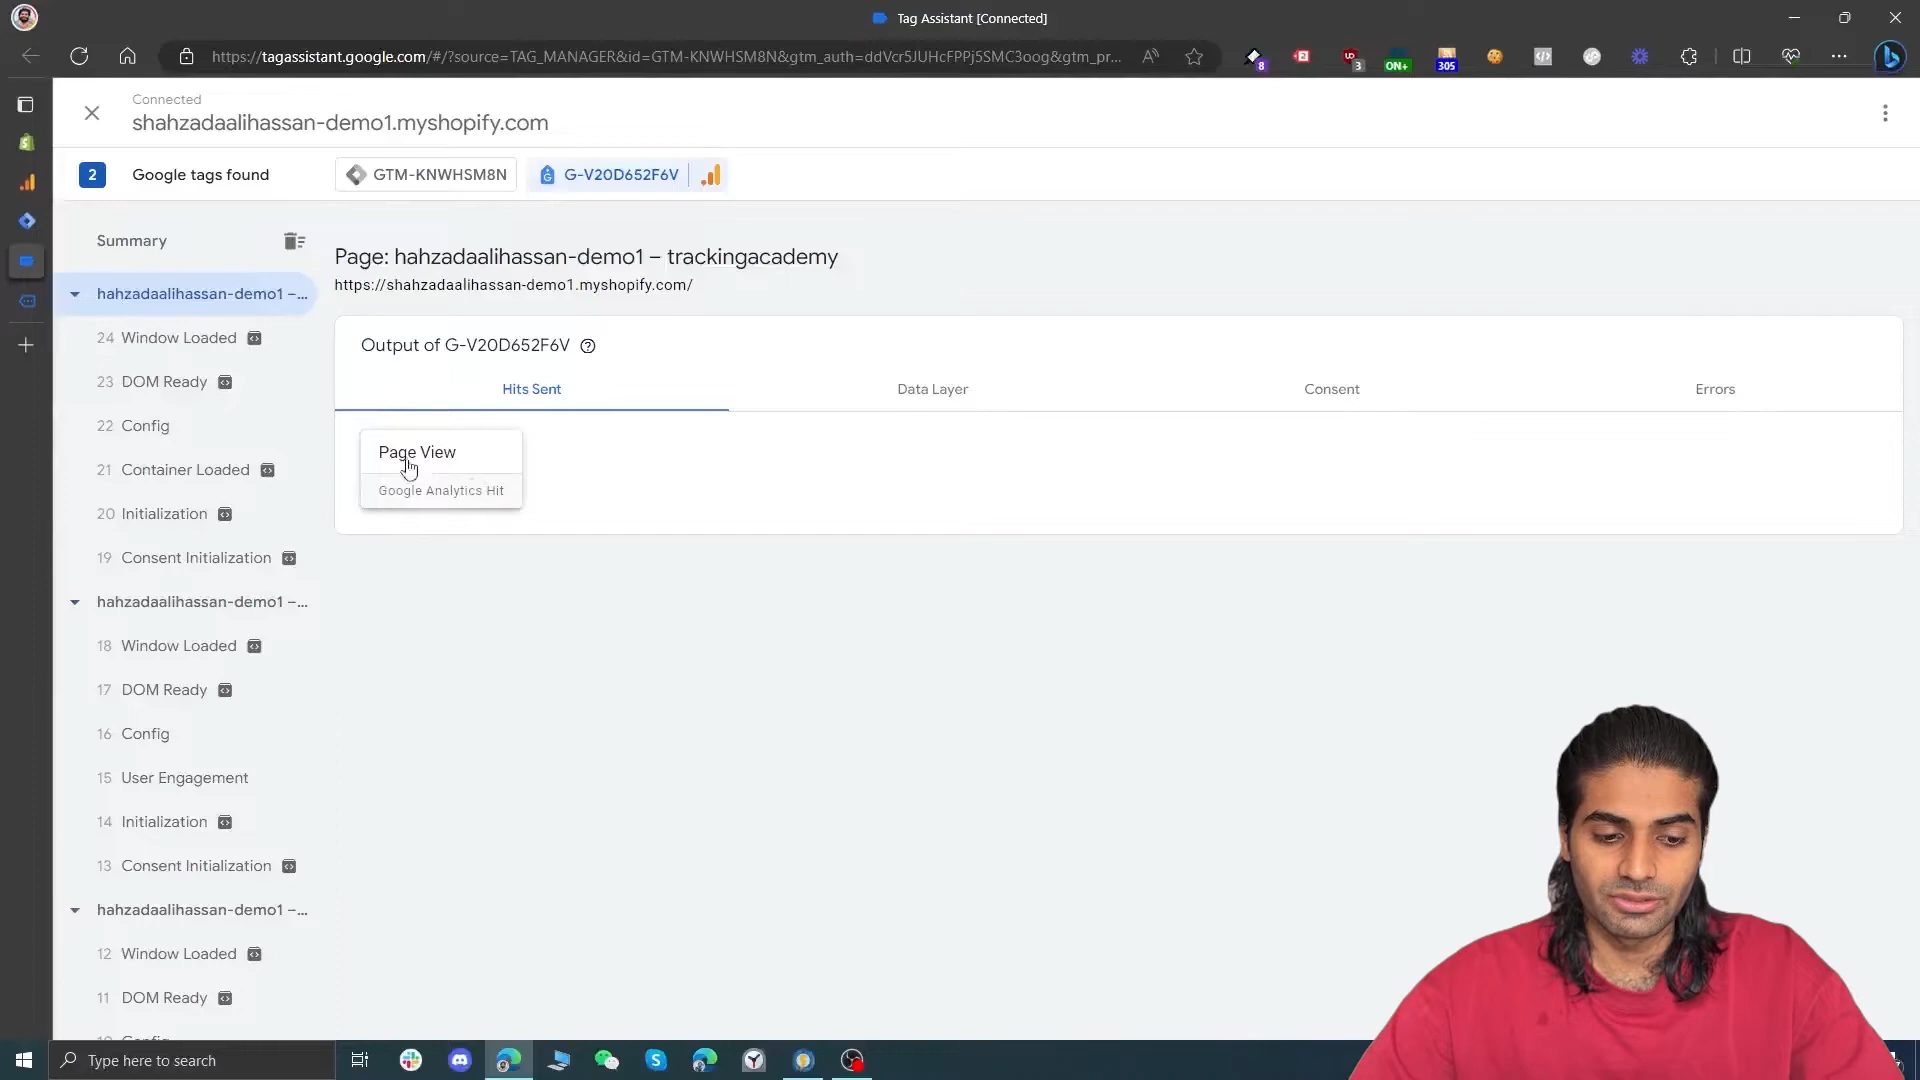 Tag Assistant [Connected]
https://tagassistant.google.com/#/?source=TAG_MANAGER&id=GTM-KNWHSM8N&gtm_auth=ddVcr5JUHcFPPj5SMC3oog&gtm_pr...
8
3
ON+
305
Connected
shahzadaalihassan-demo1.myshopify.com
2
Google tags found
GTM-KNWHSM8N
G-V20D652F6V
Summary
hahzadaalihassan-demo1 –...
24 Window Loaded
23 DOM Ready
22 Config
21 Container Loaded
20 Initialization
19 Consent Initialization
hahzadaalihassan-demo1 –...
18 Window Loaded
17 DOM Ready
16 Config
15 User Engagement
14 Initialization
13 Consent Initialization
hahzadaalihassan-demo1 –...
12 Window Loaded
11 DOM Ready
Page: hahzadaalihassan-demo1 – trackingacademy
https://shahzadaalihassan-demo1.myshopify.com/
Output of G-V20D652F6V
Hits Sent
Data Layer
Consent
Errors
Page View
Google Analytics Hit
Type here to search